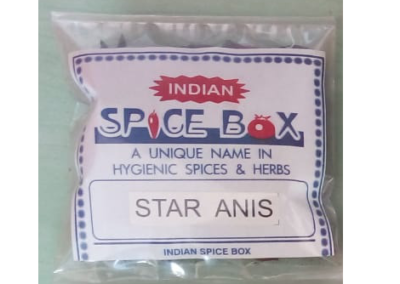 INDIAN
SPICE BOX
A UNIQUE NAME IN
HYGIENIC SPICES & HERBS
STAR ANIS
INDIAN SPICE BOX